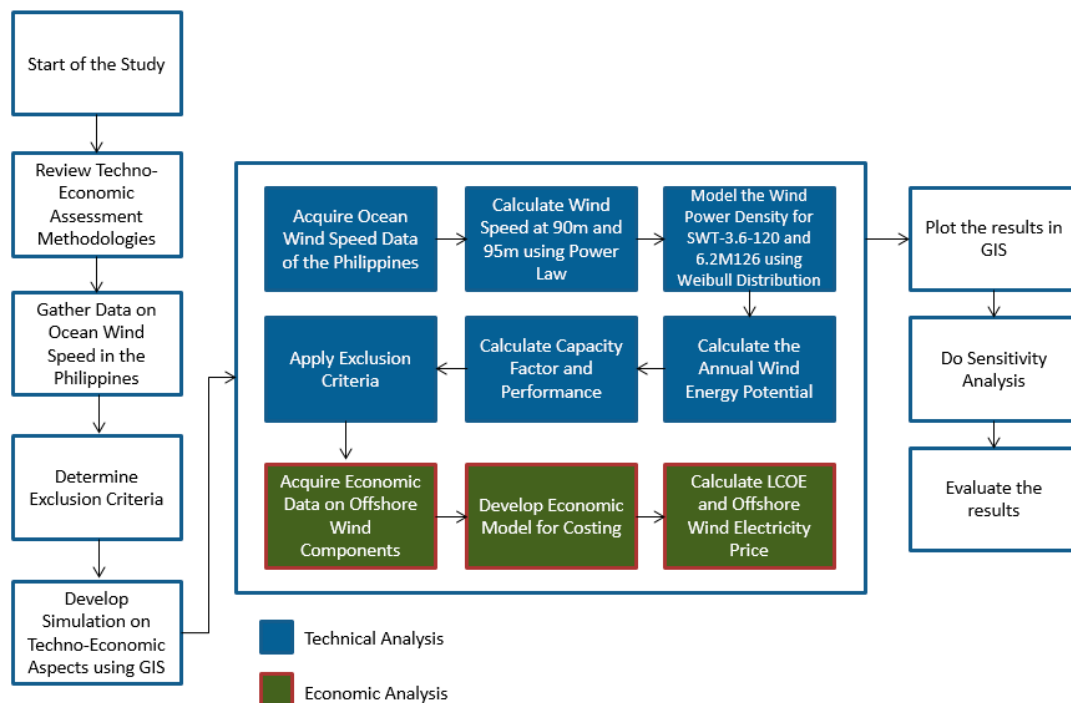 Start of the Study
Review Techno-
Economic
Assessment
Methodologies
Gather Data on
Ocean Wind
Speed in the
Philippines
Determine
Exclusion Criteria
Develop
Simulation on
Techno-Economic
Aspects using GIS
Acquire Ocean
Wind Speed Data
of the Philippines
Calculate Wind
Speed at 90m and
95m using Power
Law
Model the Wind
Power Density for
SWT-3.6-120 and
6.2M126 using
Weibull Distribution
Calculate the
Annual Wind
Energy Potential
Calculate Capacity
Factor and
Performance
Apply Exclusion
Criteria
Acquire Economic
Data on Offshore
Wind
Components
Develop Economic
Model for Costing
Calculate LCOE
and Offshore
Wind Electricity
Price
Plot the results in
GIS
Do Sensitivity
Analysis
Evaluate the
results
Technical Analysis
Economic Analysis